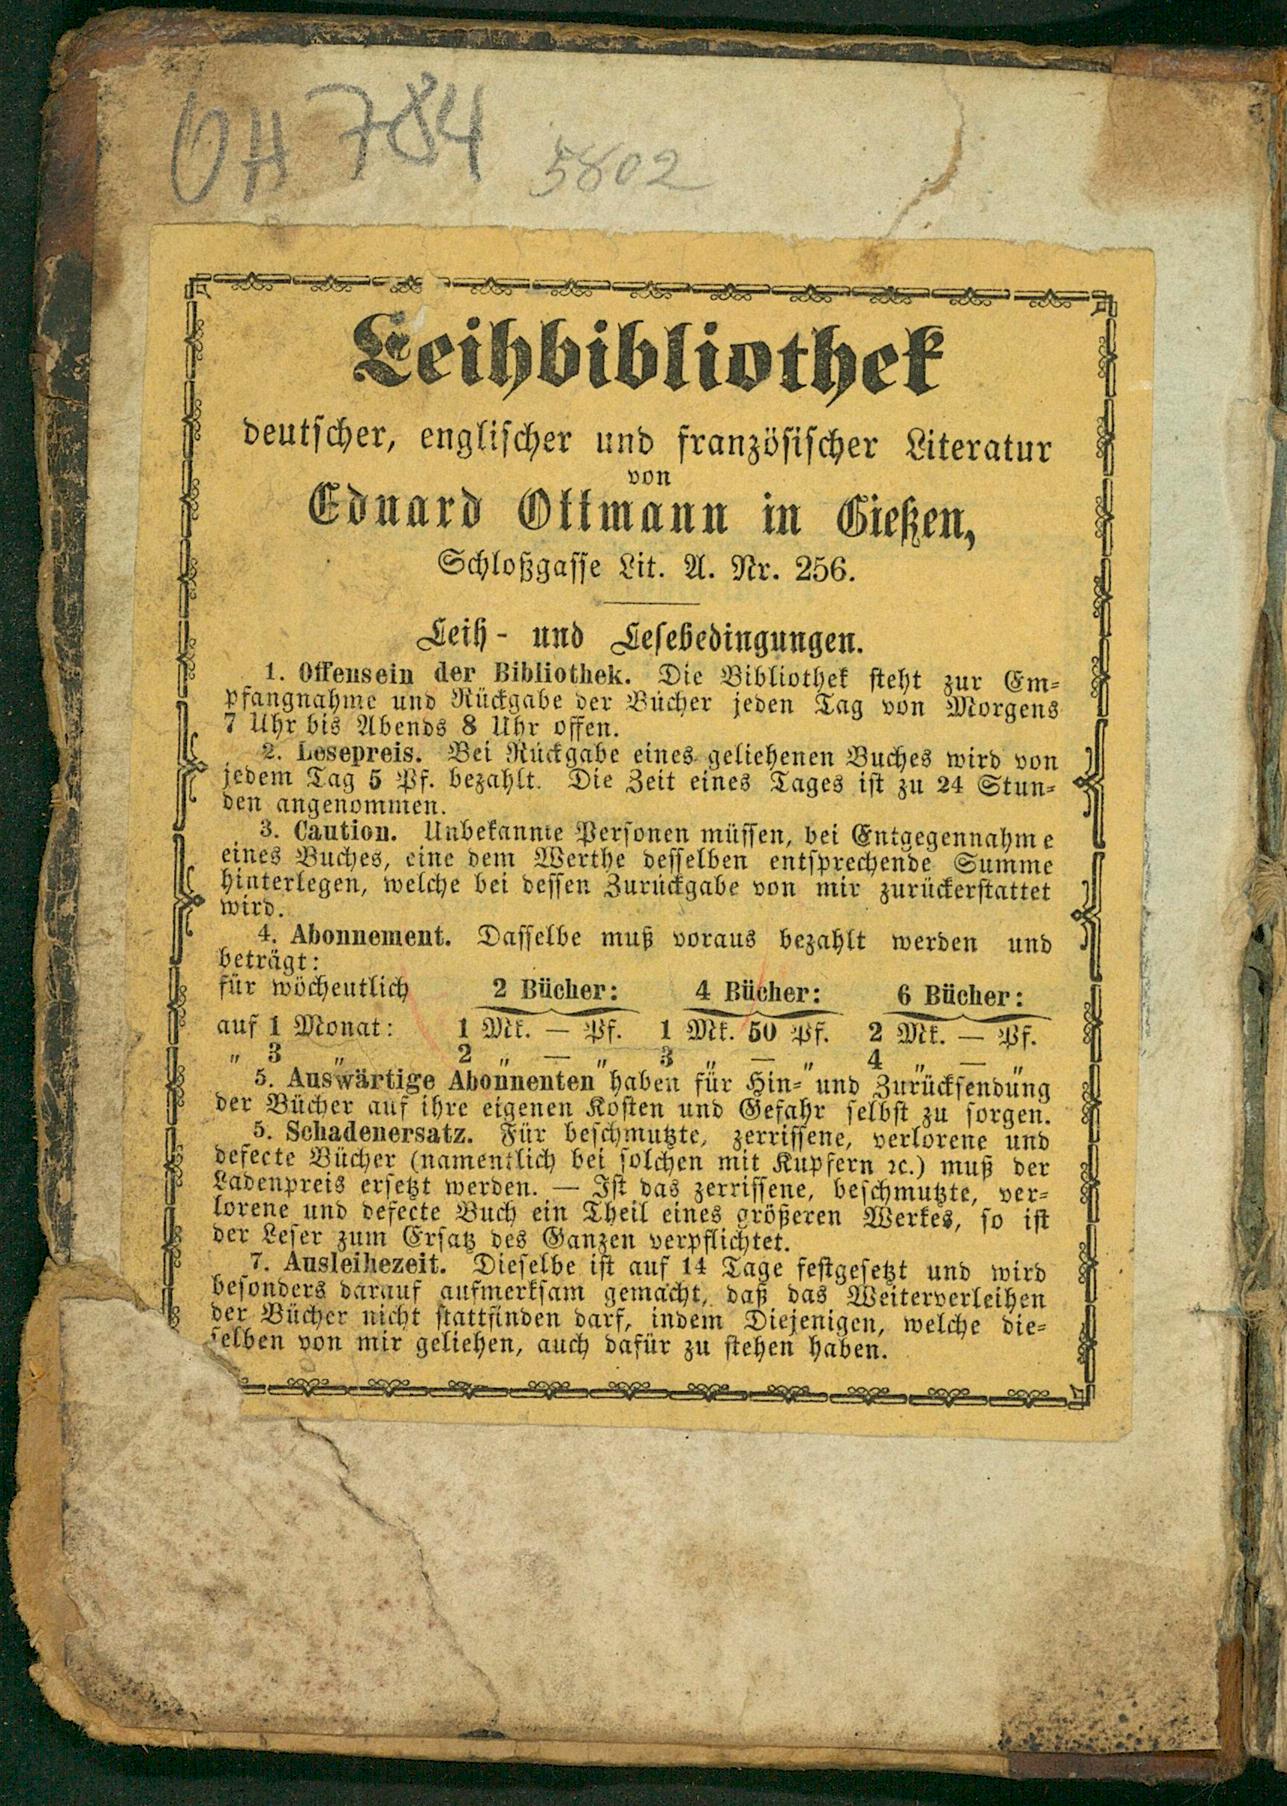 UH 784
5802
Leihbibliothek
deutscher, englischer und französischer Literatur
von
Eduard Ottmann in Gießen,
Schloßgasse Lit. A. Nr. 256.
Leih- und Lesebedingungen.
1. Offensein der Bibliothek. Die Bibliothek steht zur Em-
pfangnahme und Rückgabe der Bücher jeden Tag von Morgens
7 Uhr bis Abends 8 Uhr offen.
2. Lesepreis. Bei Rückgabe eines geliehenen Buches wird von
jedem Tag 5 Pf. bezahlt. Die Zeit eines Tages ist zu 24 Stun-
den angenommen.
3. Caution. Unbekannte Personen müssen, bei Entgegennahme
eines Buches, eine dem Werthe desselben entsprechende Summe
hinterlegen, welche bei dessen Zurückgabe von mir zurückerstattet
wird.
4. Abonnement. Dasselbe muß voraus bezahlt werden und
beträgt:
für wöchentlich 2 Bücher: 4 Bücher: 6 Bücher:
auf 1 Monat: 1 Mk. — Pf. 1 Mk. 50 Pf. 2 Mk. — Pf.
„ 3 „ 2 „ — „ 3 „ — „ 4 „ — „
5. Auswärtige Abonnenten haben für Hin- und Zurücksendung
der Bücher auf ihre eigenen Kosten und Gefahr selbst zu sorgen.
5. Schadenersatz. Für beschmutzte, zerrissene, verlorene und
defecte Bücher (namentlich bei solchen mit Kupfern ꝛc.) muß der
Ladenpreis ersetzt werden. — Ist das zerrissene, beschmutzte, ver-
lorene und defecte Buch ein Theil eines größeren Werkes, so ist
der Leser zum Ersatz des Ganzen verpflichtet.
7. Ausleihezeit. Dieselbe ist auf 14 Tage festgesetzt und wird
besonders darauf aufmerksam gemacht, daß das Weiterverleihen
der Bücher nicht stattfinden darf, indem Diejenigen, welche die-
selben von mir geliehen, auch dafür zu stehen haben.